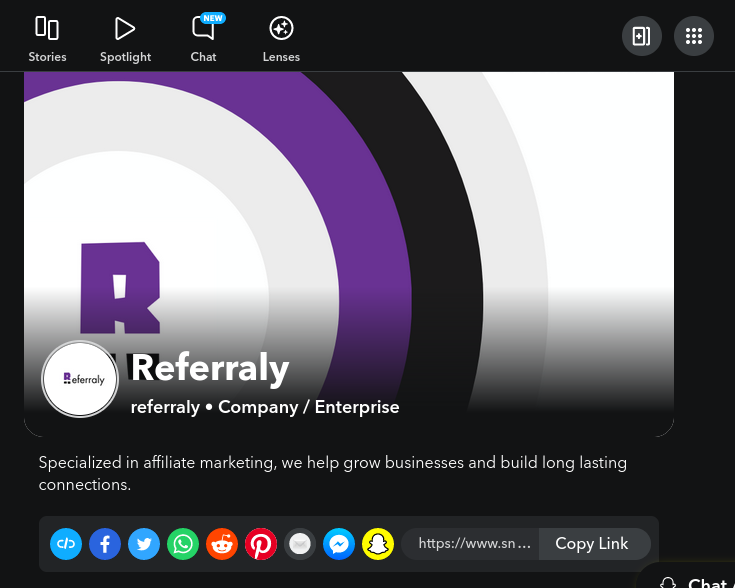 NEW
Stories Spotlight Chat Lenses
R
Referraly
Referraly
referraly • Company / Enterprise
Specialized in affiliate marketing, we help grow businesses and build long lasting
connections.
https://www.sn... Copy Link
Chat